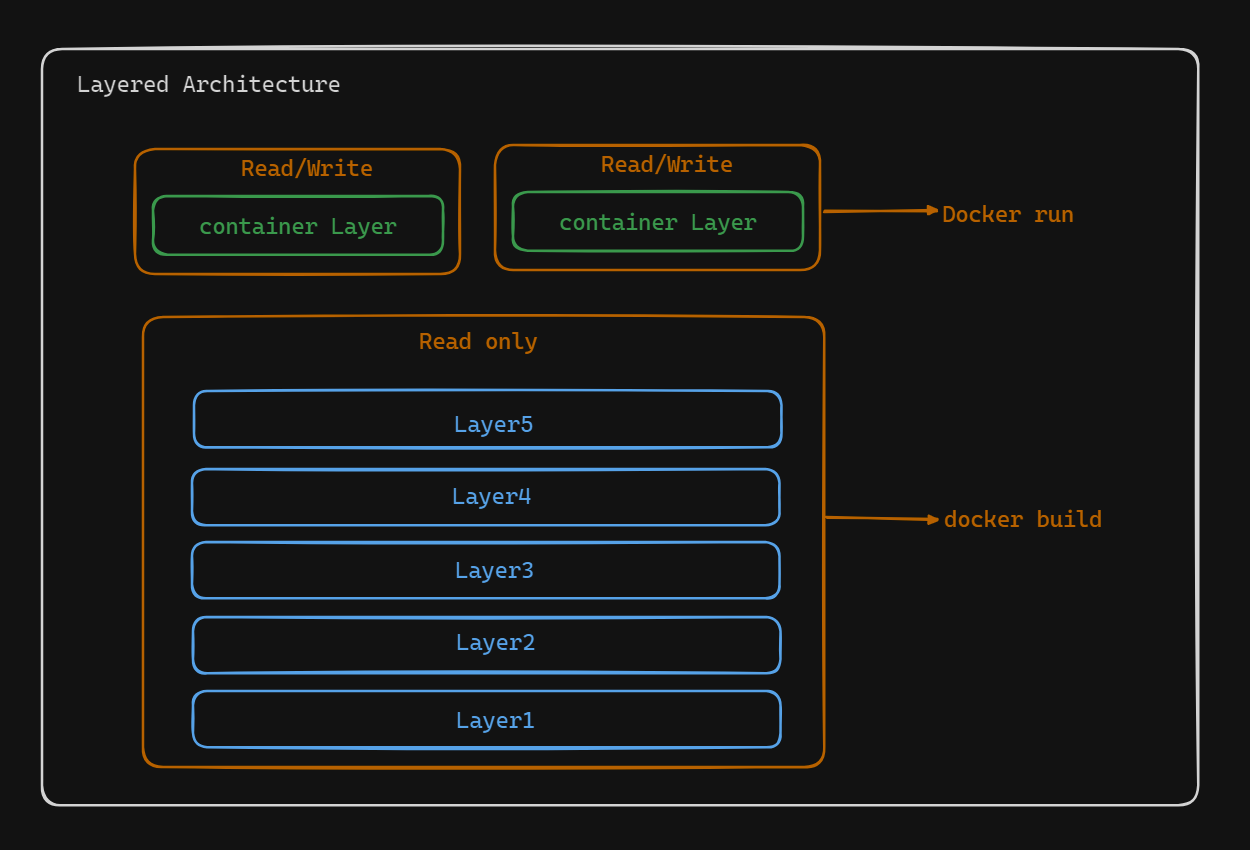 Layered Architecture
Read/Write
container Layer
Read/Write
container Layer
Docker run
Read only
Layer5
Layer4
Layer3
Layer2
Layer1
docker build